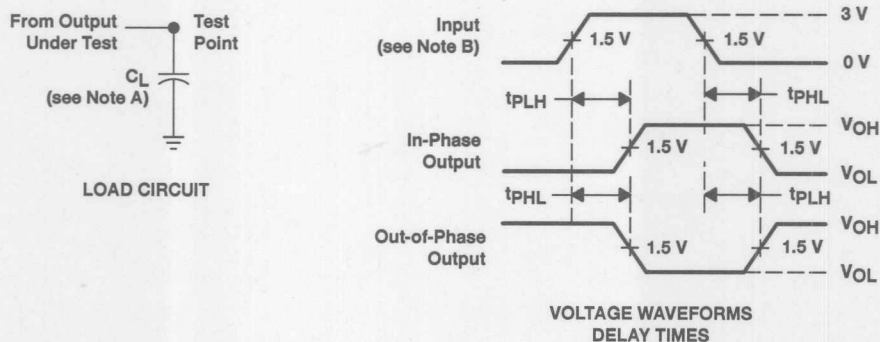 From Output
Under Test
Test
Point
CL
(see Note A)
LOAD CIRCUIT
Input
(see Note B)
1.5 V
1.5 V
3 V
0 V
tPLH
tPHL
In-Phase
Output
1.5 V
1.5 V
VOH
VOL
tPHL
tPLH
Out-of-Phase
Output
1.5 V
1.5 V
VOH
VOL
VOLTAGE WAVEFORMS
DELAY TIMES